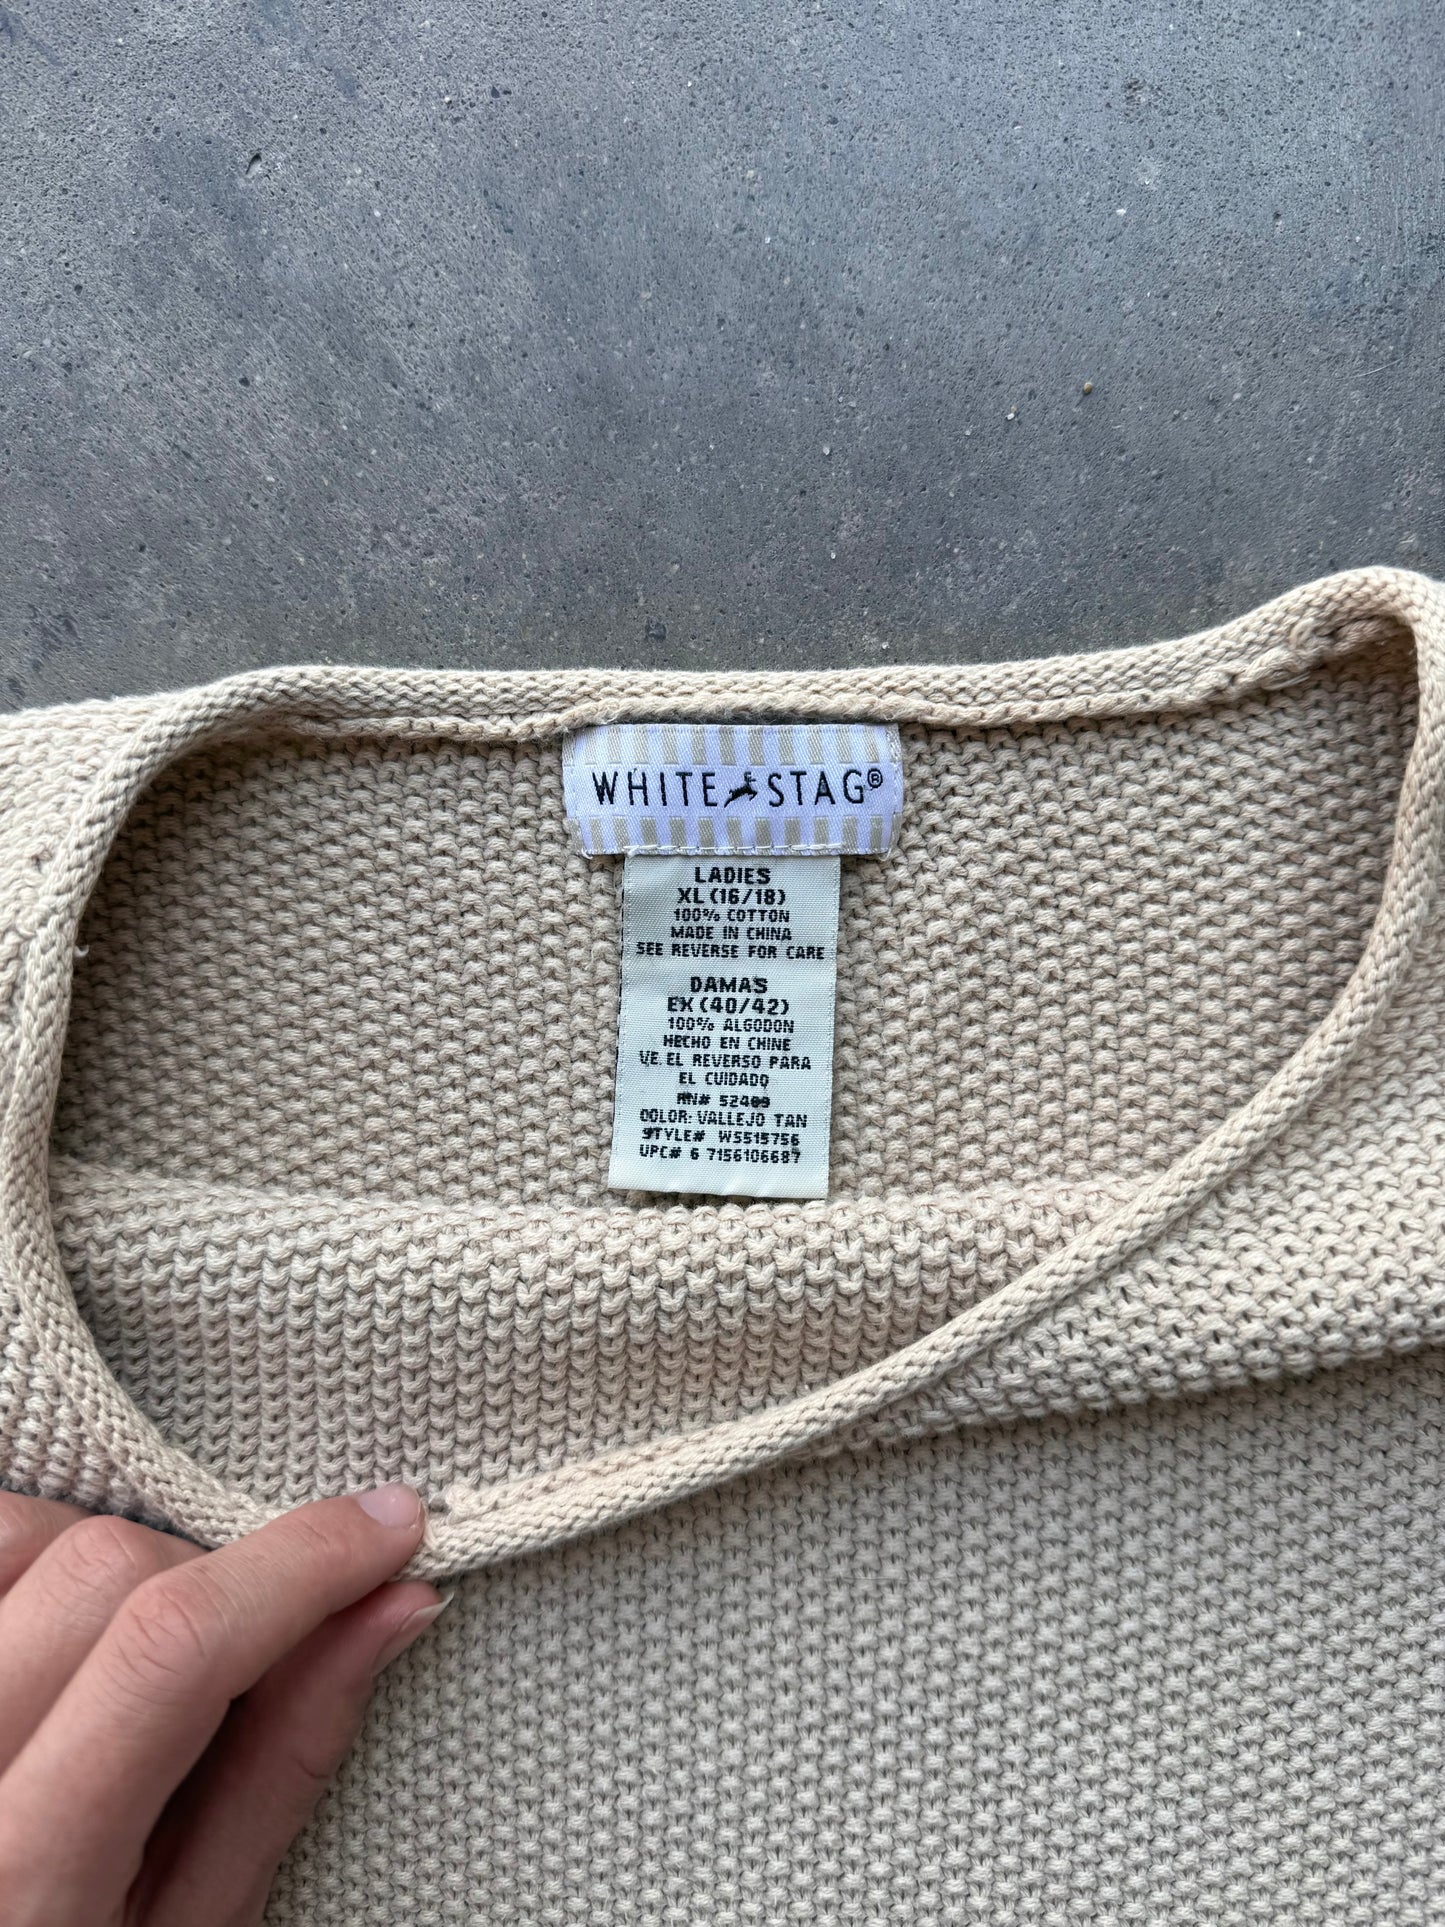 WHITE STAG®
LADIES
XL (16/18)
100% COTTON
MADE IN CHINA
SEE REVERSE FOR CARE
DAMAS
EX (40/42)
100% ALGODON
HECHO EN CHINE
VE. EL REVERSO PARA
EL CUIDADO
RN# 52469
COLOR: VALLEJO TAN
STYLE# WS515756
UPC# 6 7156106687